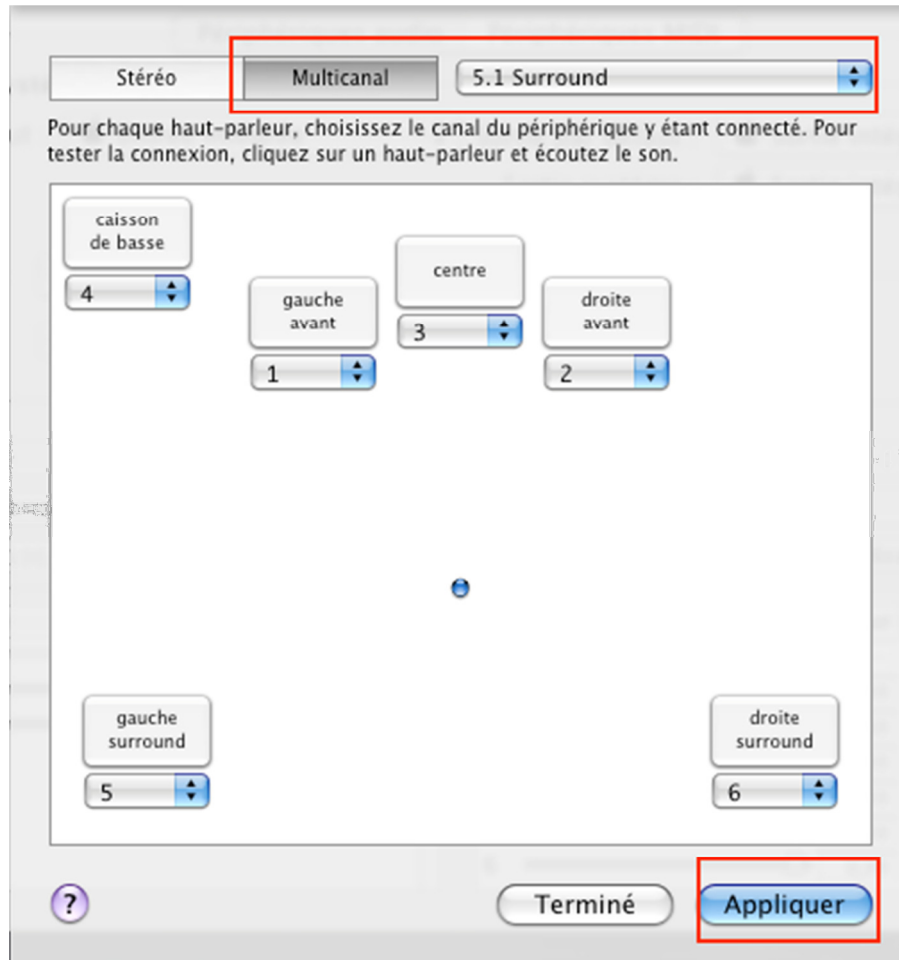 Stéréo
Multicanal
5.1 Surround
Pour chaque haut-parleur, choisissez le canal du périphérique y étant connecté. Pour
tester la connexion, cliquez sur un haut-parleur et écoutez le son.
caisson
de basse
4
gauche
avant
1
centre
3
droite
avant
2
gauche
surround
5
droite
surround
6
?
Terminé
Appliquer